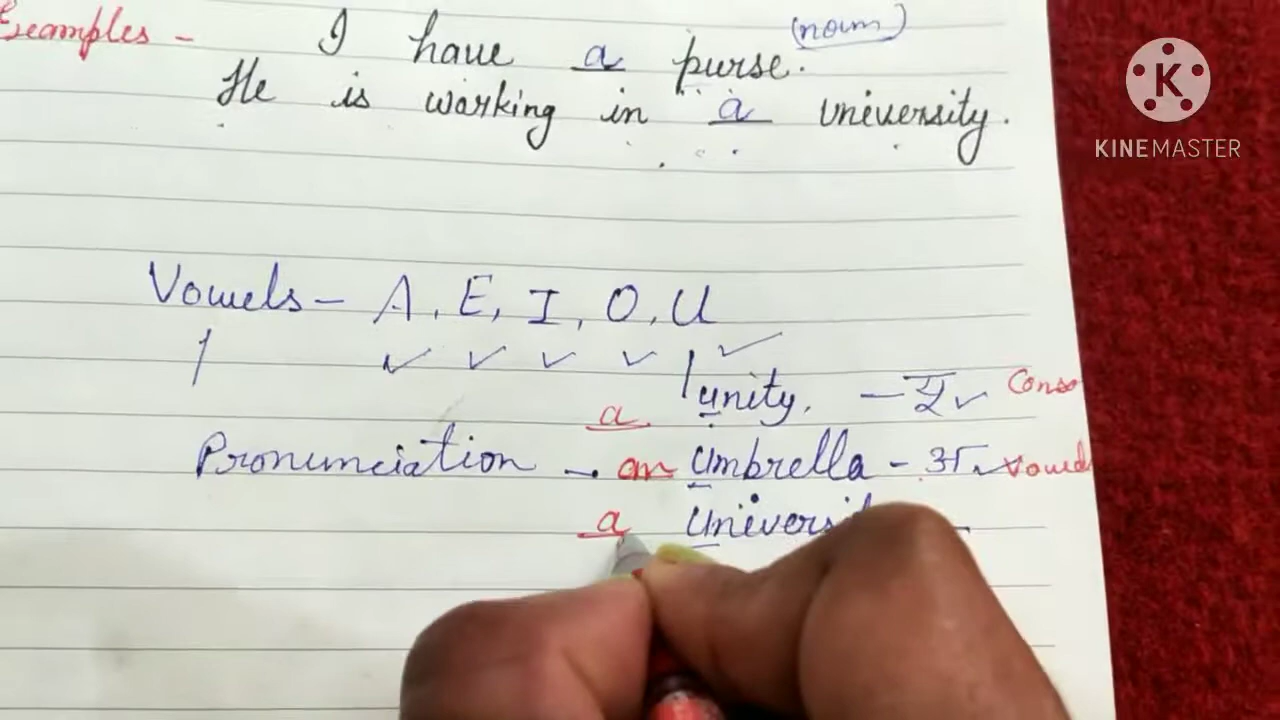 Examples - I have a purse. (noun)
He is working in a university.
Vowels - A, E, I, O, U
a unity. - यू Conso
Pronunciation - an Umbrella - अ Vowel
a
KINEMASTER